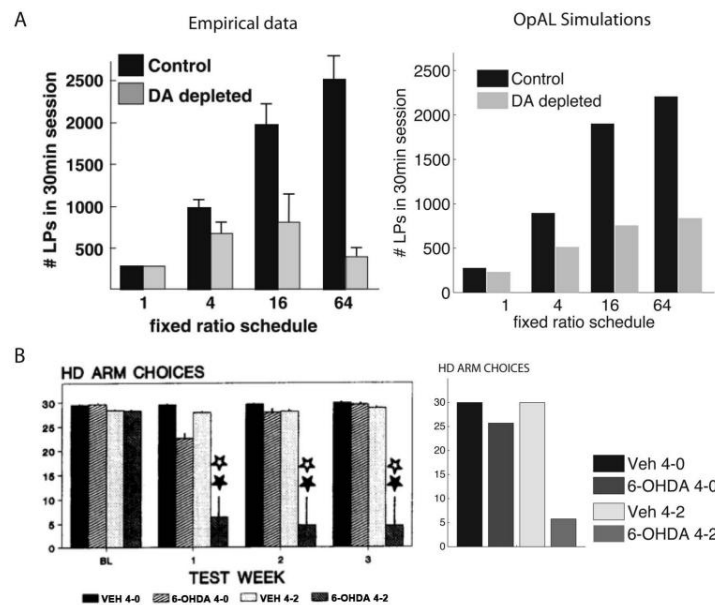 A
Empirical data
# LPs in 30min session
2500
2000
1500
1000
500
Control
DA depleted
1 4 16 64
fixed ratio schedule
OpAL Simulations
# LPs in 30min session
2500
2000
1500
1000
500
0
Control
DA depleted
1 4 16 64
fixed ratio schedule
B
HD ARM CHOICES
30
25
20
15
10
5
0
BL 1 2 3
TEST WEEK
VEH 4-0 6-OHDA 4-0 VEH 4-2 6-OHDA 4-2
HD ARM CHOICES
30
25
20
15
10
5
0
Veh 4-0
6-OHDA 4-0
Veh 4-2
6-OHDA 4-2